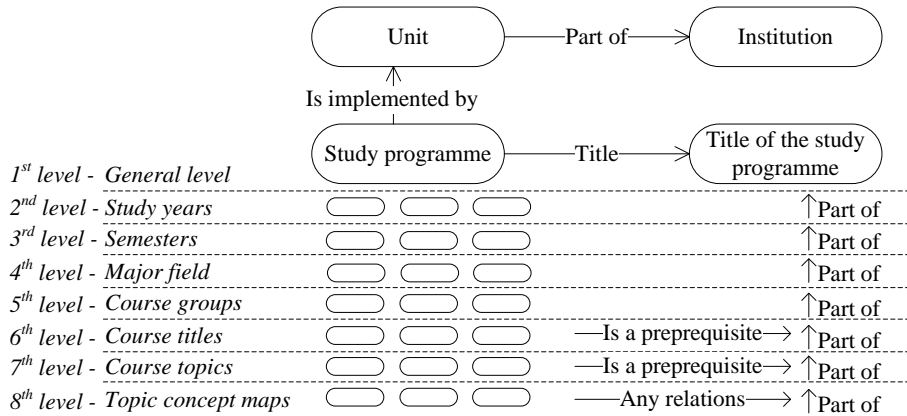 Unit Part of Institution
Is implemented by
Study programme Title Title of the study
programme
1st level - General level
2nd level - Study years Part of
3rd level - Semesters Part of
4th level - Major field Part of
5th level - Course groups Part of
6th level - Course titles Is a preprequisite Part of
7th level - Course topics Is a preprequisite Part of
8th level - Topic concept maps Any relations Part of